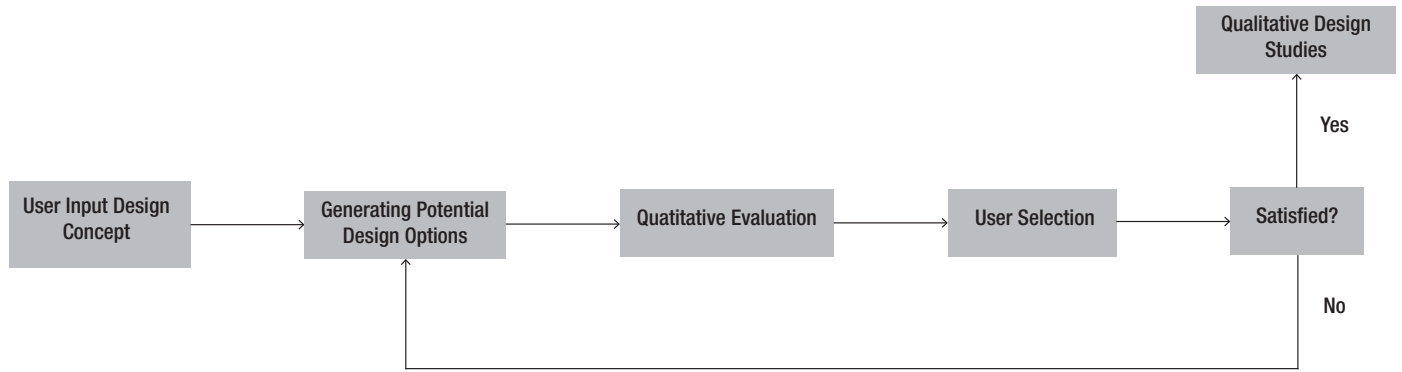 Qualitative Design
Studies
Yes
User Input Design
Concept
Generating Potential
Design Options
Quatitative Evaluation
User Selection
Satisfied?
No